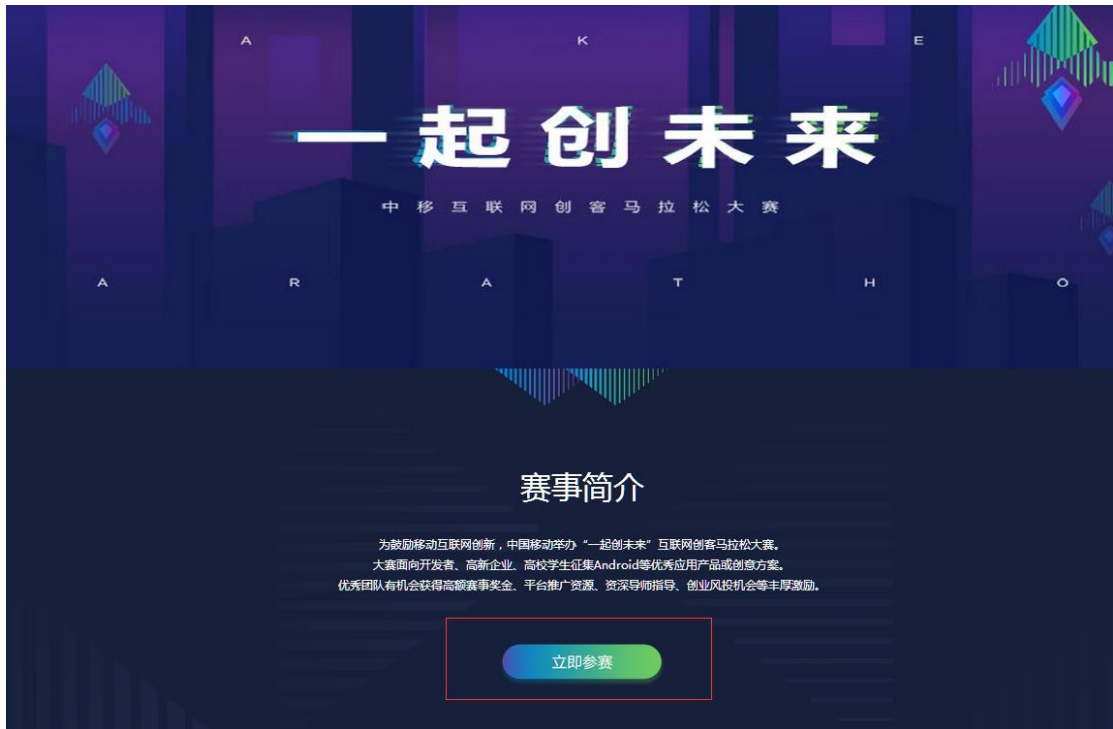 A K E
一起创未来
中移互联网创客马拉松大赛
A R A T H O
赛事简介
为鼓励移动互联网创新，中国移动举办“一起创未来”互联网创客马拉松大赛。
大赛面向开发者、高新企业、高校学生征集Android等优秀应用产品或创意方案。
优秀团队有机会获得高额赛事奖金、平台推广资源、资深导师指导、创业风投机会等丰厚激励。
立即参赛